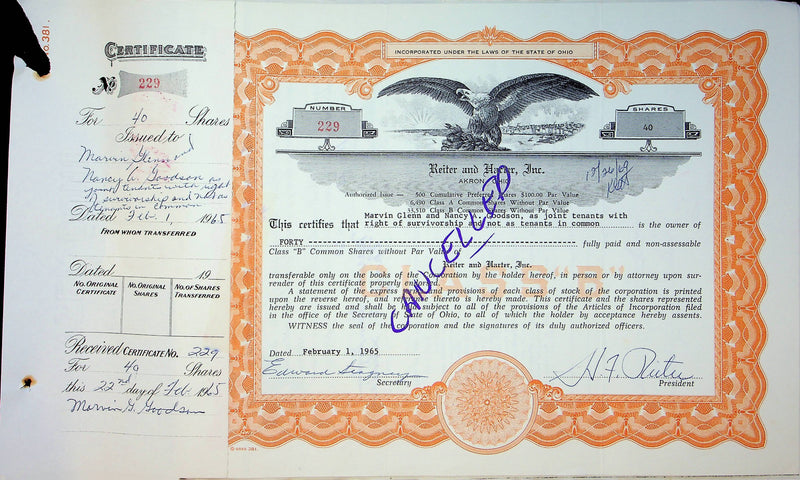 o.381.
CERTIFICATE
No 229
For 40 Shares
Issued to
Marvin Glenn and
Nancy A. Goodson as
joint tenants with right
of survivorship and not as
tenants in common
Dated Feb. 1, 1965
FROM WHOM TRANSFERRED
Dated 19
NO. ORIGINAL CERTIFICATE
NO. ORIGINAL SHARES
NO. OF SHARES TRANSFERRED
Received CERTIFICATE NO. 229
For 40 Shares
this 22nd day of Feb 1965
Marvin G. Goodson
INCORPORATED UNDER THE LAWS OF THE STATE OF OHIO
NUMBER
229
SHARES
40
Reiter and Harter, Inc.
AKRON, OHIO
Authorized Issue — 500 Cumulative Preferred Shares $100.00 Par Value
6,490 Class A Common Shares Without Par Value
Class B Common Shares Without Par Value
CANCELLED
Marvin Glenn and Nancy A. Goodson, as joint tenants with
This certifies that right of survivorship and not as tenants in common is the owner of
FORTY fully paid and non-assessable
Class "B" Common Shares without Par Value of
Reiter and Harter, Inc.
CLASS "B"
transferable only on the books of the corporation by the holder hereof, in person or by attorney upon sur-
render of this certificate properly endorsed.
A statement of the express terms and provisions of each class of stock of the corporation is printed
upon the reverse hereof, and reference thereto is hereby made. This certificate and the shares represented
hereby are issued and shall be held subject to all of the provisions of the Articles of Incorporation filed
in the office of the Secretary of State of Ohio, to all of which the holder by acceptance hereby assents.
WITNESS the seal of the corporation and the signatures of its duly authorized officers.
Dated February 1, 1965
Edward
Secretary
H. F. Reiter
President
© GOES 381.